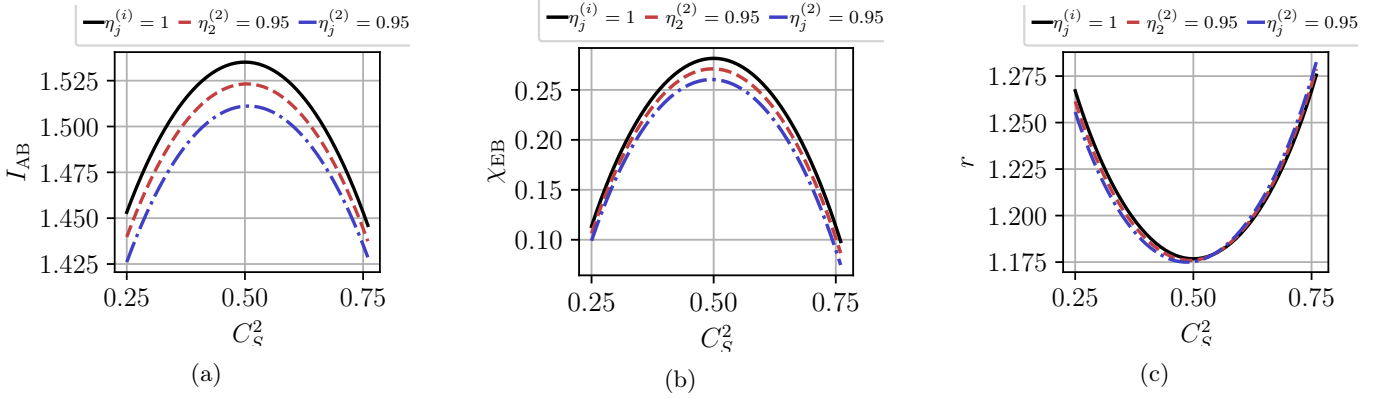 η_j^(i) = 1 η_2^(2) = 0.95 η_j^(2) = 0.95
I_AB
1.525
1.500
1.475
1.450
1.425
0.25 0.50 0.75
C_S^2
(a)
η_j^(i) = 1 η_2^(2) = 0.95 η_j^(2) = 0.95
χ_EB
0.25
0.20
0.15
0.10
0.25 0.50 0.75
C_S^2
(b)
η_j^(i) = 1 η_2^(2) = 0.95 η_j^(2) = 0.95
r
1.275
1.250
1.225
1.200
1.175
0.25 0.50 0.75
C_S^2
(c)